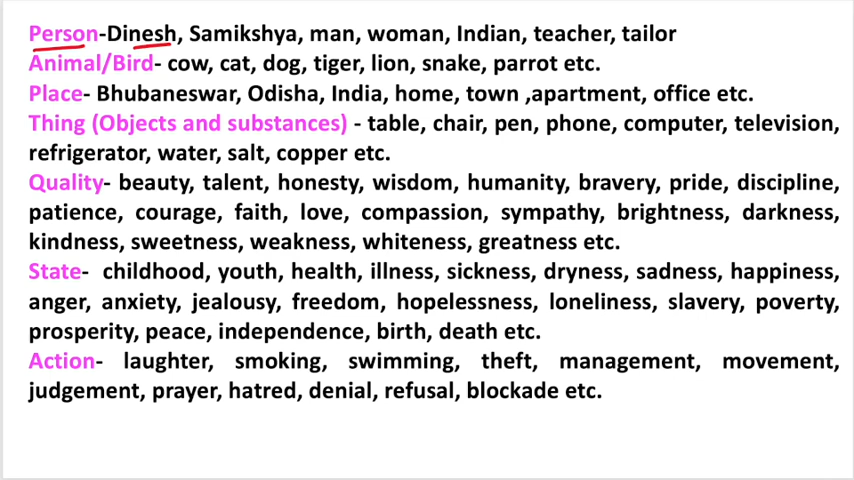 Person-Dinesh, Samikshya, man, woman, Indian, teacher, tailor
Animal/Bird- cow, cat, dog, tiger, lion, snake, parrot etc.
Place- Bhubaneswar, Odisha, India, home, town ,apartment, office etc.
Thing (Objects and substances) - table, chair, pen, phone, computer, television,
refrigerator, water, salt, copper etc.
Quality- beauty, talent, honesty, wisdom, humanity, bravery, pride, discipline,
patience, courage, faith, love, compassion, sympathy, brightness, darkness,
kindness, sweetness, weakness, whiteness, greatness etc.
State- childhood, youth, health, illness, sickness, dryness, sadness, happiness,
anger, anxiety, jealousy, freedom, hopelessness, loneliness, slavery, poverty,
prosperity, peace, independence, birth, death etc.
Action- laughter, smoking, swimming, theft, management, movement,
judgement, prayer, hatred, denial, refusal, blockade etc.